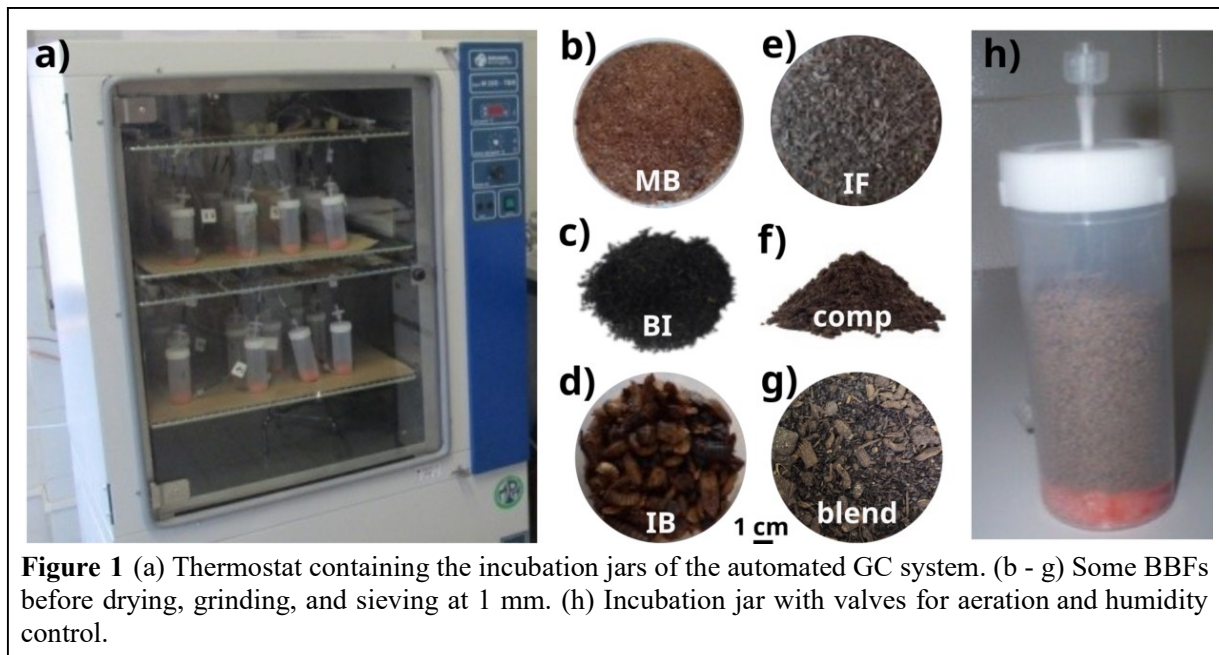 a)
b)
MB
c)
BI
d)
IB
e)
IF
f)
comp
g)
blend
1 cm
h)
Figure 1 (a) Thermostat containing the incubation jars of the automated GC system. (b - g) Some BBFs
before drying, grinding, and sieving at 1 mm. (h) Incubation jar with valves for aeration and humidity
control.